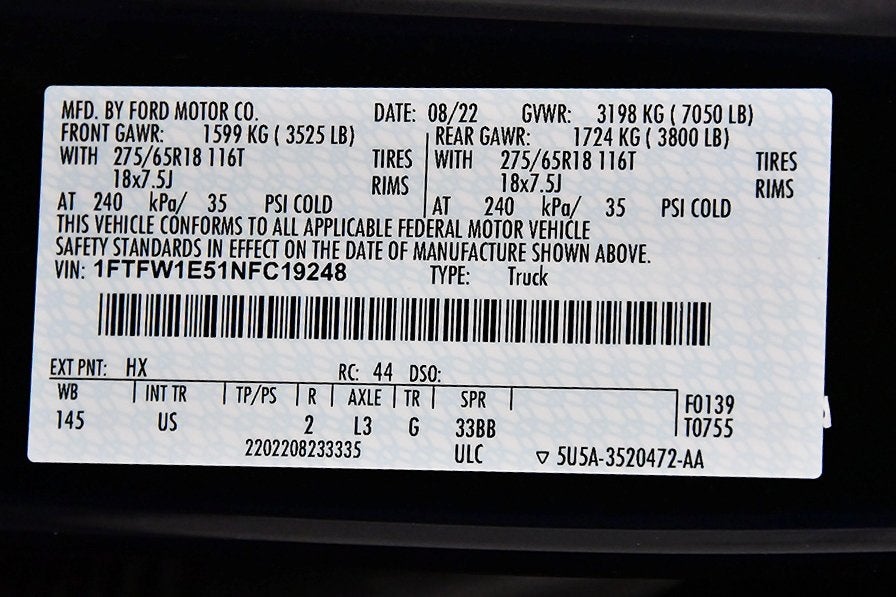 MFD. BY FORD MOTOR CO. DATE: 08/22 GVWR: 3198 KG ( 7050 LB)
FRONT GAWR: 1599 KG ( 3525 LB) REAR GAWR: 1724 KG ( 3800 LB)
WITH 275/65R18 116T TIRES WITH 275/65R18 116T TIRES
18x7.5J RIMS 18x7.5J RIMS
AT 240 kPa/ 35 PSI COLD AT 240 kPa/ 35 PSI COLD
THIS VEHICLE CONFORMS TO ALL APPLICABLE FEDERAL MOTOR VEHICLE
SAFETY STANDARDS IN EFFECT ON THE DATE OF MANUFACTURE SHOWN ABOVE.
VIN: 1FTFW1E51NFC19248 TYPE: Truck
EXT PNT: HX RC: 44 DSO:
WB INT TR TP/PS R AXLE TR SPR F0139
145 US 2 L3 G 33BB T0755
2202208233335 ULC ▽ 5U5A-3520472-AA